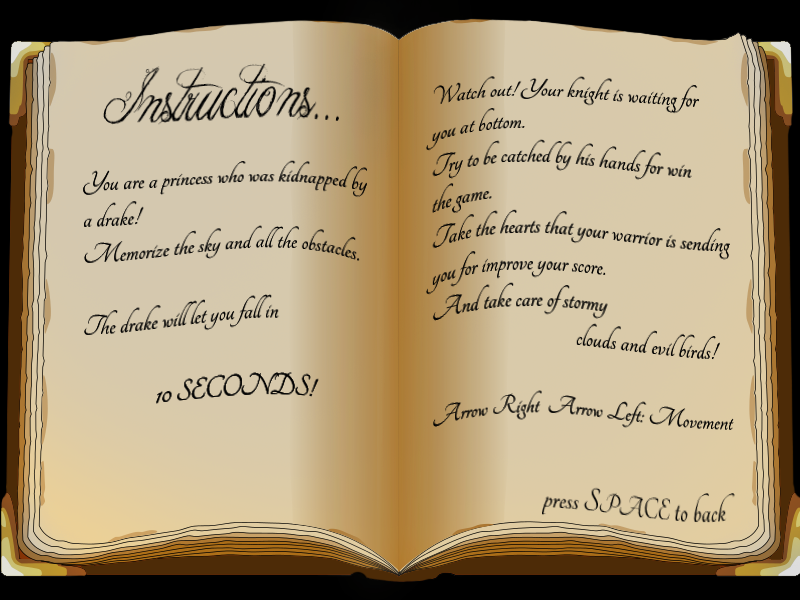 Instructions...
You are a princess who was kidnapped by
a drake!
Memorize the sky and all the obstacles.
The drake will let you fall in
10 SECONDS!
Watch out! Your knight is waiting for
you at bottom.
Try to be catched by his hands for win
the game.
Take the hearts that your warrior is sending
you for improve your score.
And take care of stormy
clouds and evil birds!
Arrow Right Arrow Left: Movement
press SPACE to back